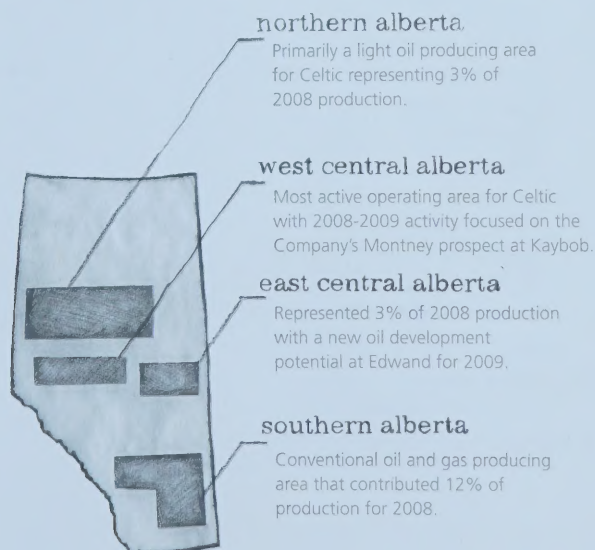 northern alberta
Primarily a light oil producing area
for Celtic representing 3% of
2008 production.
west central alberta
Most active operating area for Celtic
with 2008-2009 activity focused on the
Company's Montney prospect at Kaybob.
east central alberta
Represented 3% of 2008 production
with a new oil development
potential at Edwand for 2009.
southern alberta
Conventional oil and gas producing
area that contributed 12% of
production for 2008.